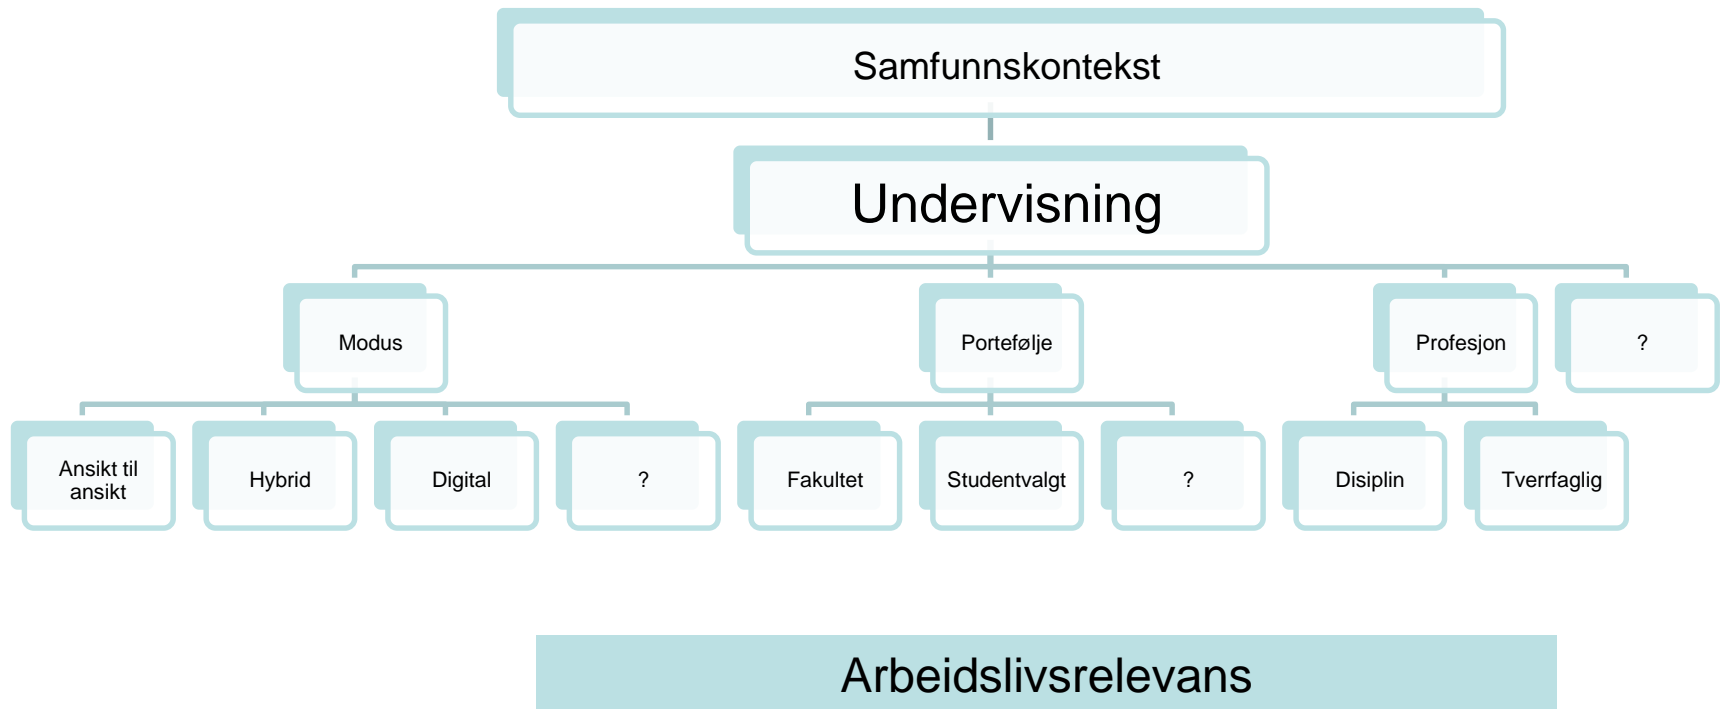 Samfunnskontekst
Undervisning
Modus
Portefølje
Profesjon
?
Ansikt til
ansikt
Hybrid
Digital
?
Fakultet
Studentvalgt
?
Disiplin
Tverrfaglig
Arbeidslivsrelevans